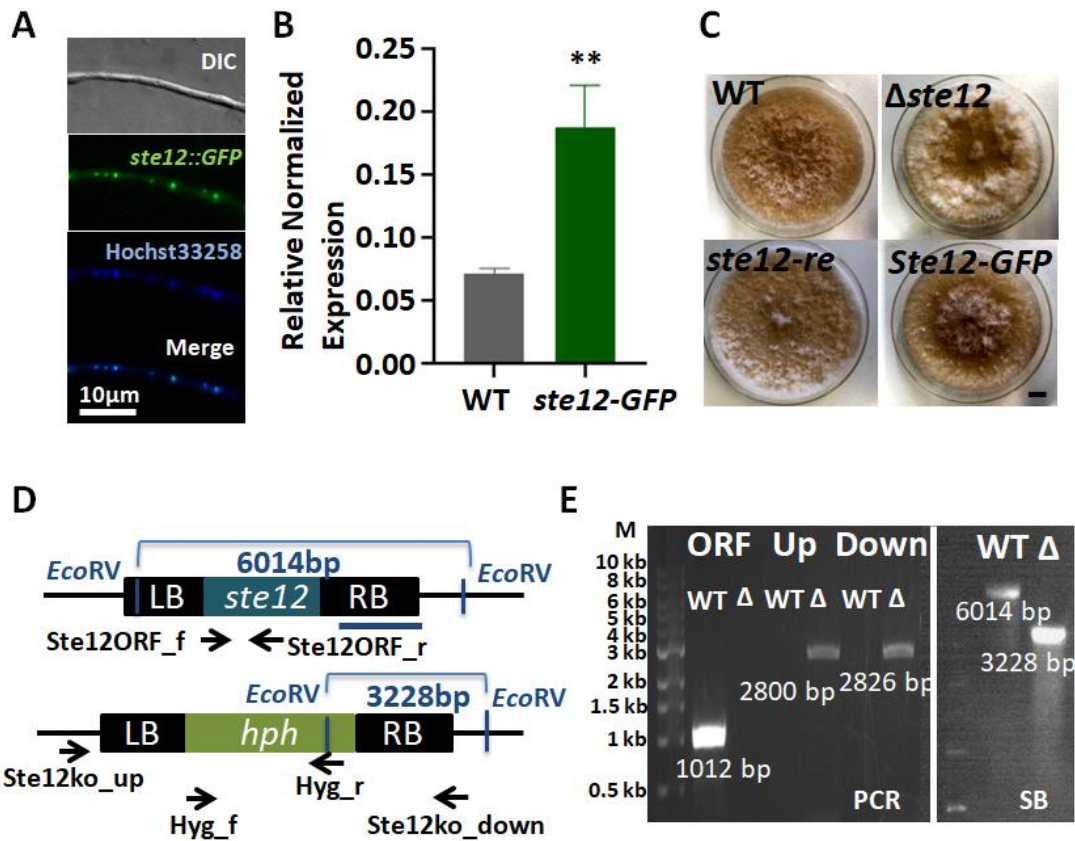 A
DIC
ste12::GFP
Hochst33258
Merge
10μm
B
Relative Normalized
Expression
0.25
0.20
0.15
0.10
0.05
0.00
**
WT
ste12-GFP
C
WT
Δste12
ste12-re
Ste12-GFP
D
EcoRV
6014bp
EcoRV
LB
ste12
RB
Ste12ORF_f
Ste12ORF_r
EcoRV
3228bp
EcoRV
LB
hph
RB
Ste12ko_up
Hyg_r
Hyg_f
Ste12ko_down
E
M
10 kb
8 kb
6 kb
5 kb
4 kb
3 kb
2 kb
1.5 kb
1 kb
0.5 kb
ORF Up Down
WT Δ WT Δ WT Δ
2800 bp
2826 bp
1012 bp
PCR
WT Δ
6014 bp
3228 bp
SB